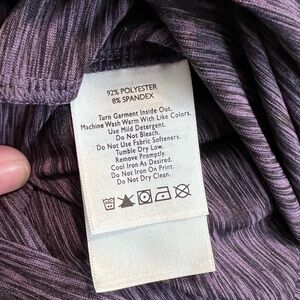 92% POLYESTER
8% SPANDEX
Turn Garment Inside Out.
Machine Wash Warm With Like Colors.
Use Mild Detergent.
Do Not Bleach.
Do Not Use Fabric Softeners.
Tumble Dry Low.
Remove Promptly.
Cool Iron As Desired.
Do Not Iron On Print.
Do Not Dry Clean.